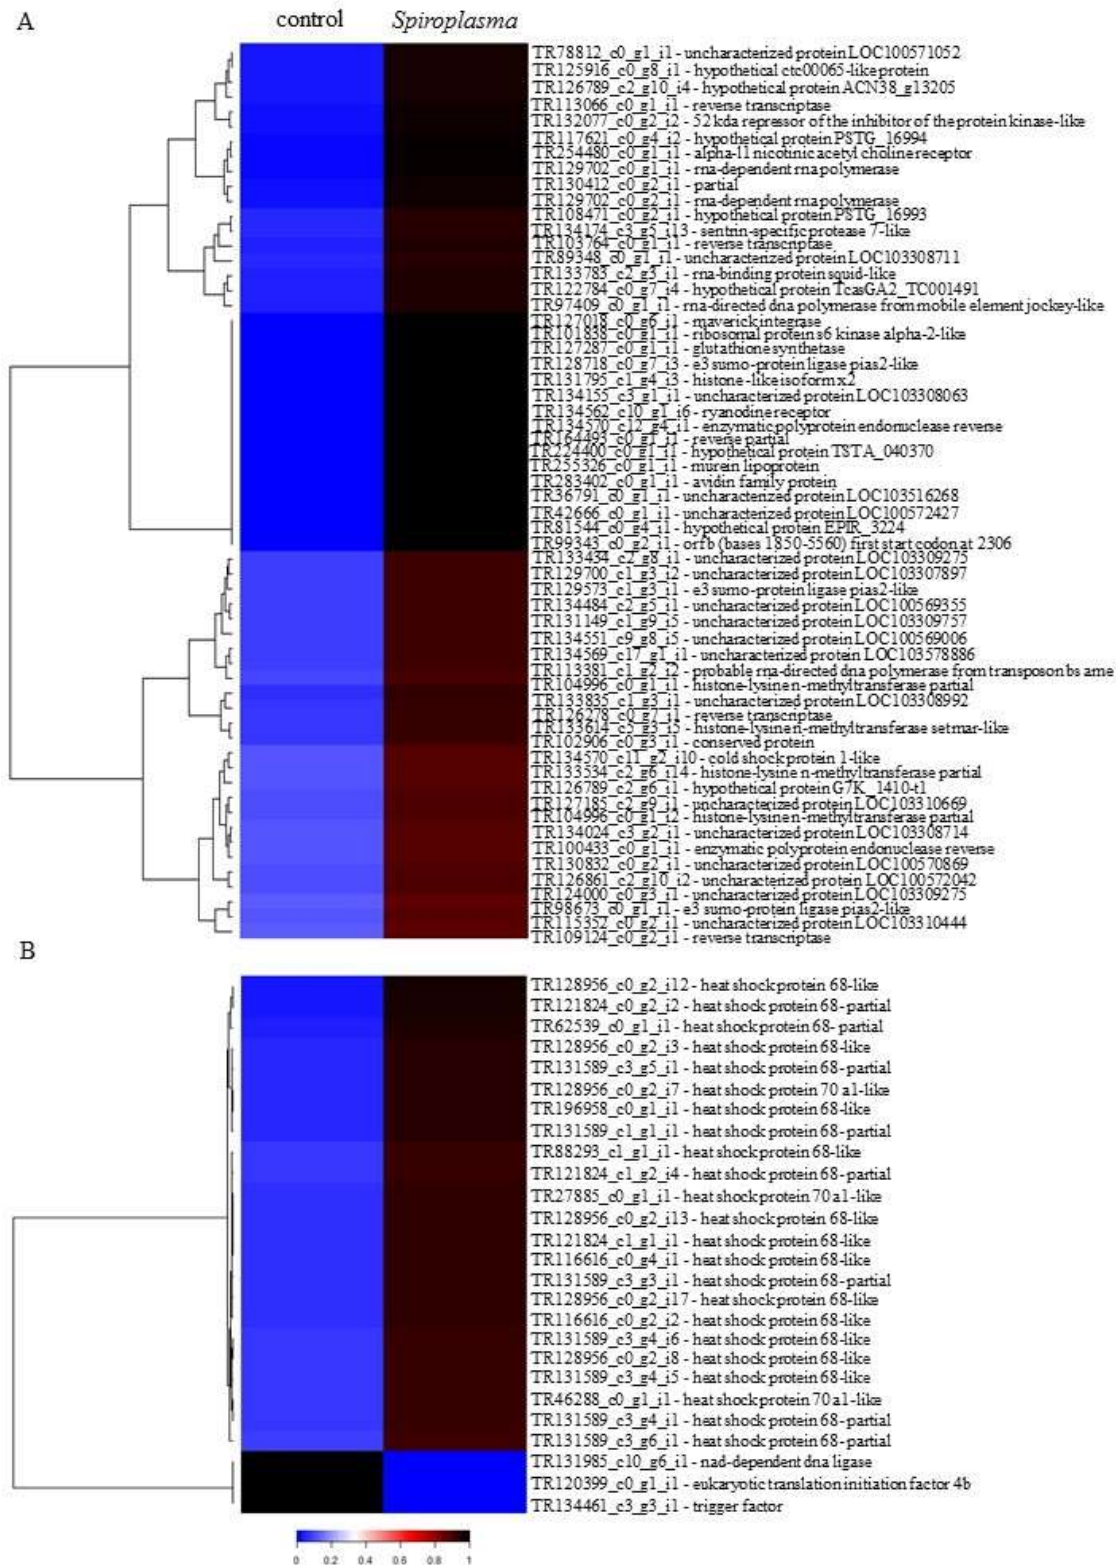 A
control Spiroplasma
TR78812_c0_g1_i1 - uncharacterized protein LOC100571052
TR125916_c0_g8_i1 - hypothetical ctc00065-like protein
TR126789_c2_g10_i4 - hypothetical protein ACN38_g13205
TR113066_c0_g1_i1 - reverse transcriptase
TR132077_c0_g2_i2 - 52 kda repressor of the inhibitor of the protein kinase-like
TR117621_c0_g4_i2 - hypothetical protein PSTG_16994
TR254480_c0_g1_i1 - alpha-11 nicotinic acetyl choline receptor
TR129702_c0_g1_i1 - rna-dependent rna polymerase
TR130412_c0_g2_i1 - partial
TR129702_c0_g2_i1 - rna-dependent rna polymerase
TR108471_c0_g2_i1 - hypothetical protein PSTG_16993
TR134174_c3_g5_i13 - sentrin-specific protease 7-like
TR103764_c0_g1_i1 - reverse transcriptase
TR89348_c0_g1_i1 - uncharacterized protein LOC103308711
TR133783_c2_g3_i1 - rna-binding protein squid-like
TR122784_c0_g7_i4 - hypothetical protein TcasGA2_TC001491
TR97409_c0_g1_i1 - rna-directed dna polymerase from mobile element jockey-like
TR127018_c0_g6_i1 - maverick integrase
TR101838_c0_g1_i1 - ribosomal protein s6 kinase alpha-2-like
TR127287_c0_g1_i1 - glutathione synthetase
TR128718_c0_g7_i3 - e3 sumo-protein ligase pias2-like
TR131795_c1_g4_i3 - histone-like isoform x2
TR134155_c3_g1_i1 - uncharacterized protein LOC103308063
TR134562_c10_g1_i6 - ryanodine receptor
TR134570_c12_g4_i1 - enzymatic polyprotein endonuclease reverse
TR164493_c0_g1_i1 - reverse partial
TR224400_c0_g1_i1 - hypothetical protein TSTA_040370
TR255326_c0_g1_i1 - murein lipoprotein
TR283402_c0_g1_i1 - avidin family protein
TR36791_c0_g1_i1 - uncharacterized protein LOC103516268
TR42666_c0_g1_i1 - uncharacterized protein LOC100572427
TR81544_c0_g4_i1 - hypothetical protein EPIR_3224
TR99343_c0_g2_i1 - orfb (bases 1850-5560) first start codon at 2306
TR133434_c2_g8_i1 - uncharacterized protein LOC103309275
TR129700_c1_g3_i2 - uncharacterized protein LOC103307897
TR129573_c1_g3_i1 - e3 sumo-protein ligase pias2-like
TR134484_c2_g5_i1 - uncharacterized protein LOC100569355
TR131149_c1_g9_i5 - uncharacterized protein LOC103309757
TR134551_c9_g8_i5 - uncharacterized protein LOC100569006
TR134569_c17_g1_i1 - uncharacterized protein LOC103578886
TR113381_c1_g2_i2 - probable rna-directed dna polymerase from transposon bs ame
TR104996_c0_g1_i1 - histone-lysine n-methyltransferase partial
TR133835_c1_g3_i1 - uncharacterized protein LOC103308992
TR126278_c0_g7_i1 - reverse transcriptase
TR133614_c5_g3_i5 - histone-lysine n-methyltransferase setmar-like
TR102906_c0_g3_i1 - conserved protein
TR134570_c11_g2_i10 - cold shock protein 1-like
TR133534_c2_g6_i14 - histone-lysine n-methyltransferase partial
TR126789_c2_g6_i1 - hypothetical protein G7K_1410-t1
TR127185_c2_g9_i1 - uncharacterized protein LOC103310669
TR104996_c0_g1_i2 - histone-lysine n-methyltransferase partial
TR134024_c3_g2_i1 - uncharacterized protein LOC103308714
TR100433_c0_g1_i1 - enzymatic polyprotein endonuclease reverse
TR130832_c0_g2_i1 - uncharacterized protein LOC100570869
TR126861_c2_g10_i2 - uncharacterized protein LOC100572042
TR124000_c0_g3_i1 - uncharacterized protein LOC103309275
TR98673_c0_g1_i1 - e3 sumo-protein ligase pias2-like
TR115352_c0_g2_i1 - uncharacterized protein LOC103310444
TR109124_c0_g2_i1 - reverse transcriptase
B
TR128956_c0_g2_i12 - heat shock protein 68-like
TR121824_c0_g2_i2 - heat shock protein 68- partial
TR62539_c0_g1_i1 - heat shock protein 68- partial
TR128956_c0_g2_i3 - heat shock protein 68-like
TR131589_c3_g5_i1 - heat shock protein 68- partial
TR128956_c0_g2_i7 - heat shock protein 70 a1-like
TR196958_c0_g1_i1 - heat shock protein 68-like
TR131589_c1_g1_i1 - heat shock protein 68- partial
TR88293_c1_g1_i1 - heat shock protein 68-like
TR121824_c1_g2_i4 - heat shock protein 68- partial
TR27885_c0_g1_i1 - heat shock protein 70 a1-like
TR128956_c0_g2_i13 - heat shock protein 68-like
TR121824_c1_g1_i1 - heat shock protein 68-like
TR116616_c0_g4_i1 - heat shock protein 68-like
TR131589_c3_g3_i1 - heat shock protein 68- partial
TR128956_c0_g2_i17 - heat shock protein 68-like
TR116616_c0_g2_i2 - heat shock protein 68-like
TR131589_c3_g4_i6 - heat shock protein 68-like
TR128956_c0_g2_i8 - heat shock protein 68-like
TR131589_c3_g4_i5 - heat shock protein 68-like
TR46288_c0_g1_i1 - heat shock protein 70 a1-like
TR131589_c3_g4_i1 - heat shock protein 68- partial
TR131589_c3_g6_i1 - heat shock protein 68- partial
TR131985_c10_g6_i1 - nad-dependent dna ligase
TR120399_c0_g1_i1 - eukaryotic translation initiation factor 4b
TR134461_c3_g3_i1 - trigger factor
0 0.2 0.4 0.6 0.8 1